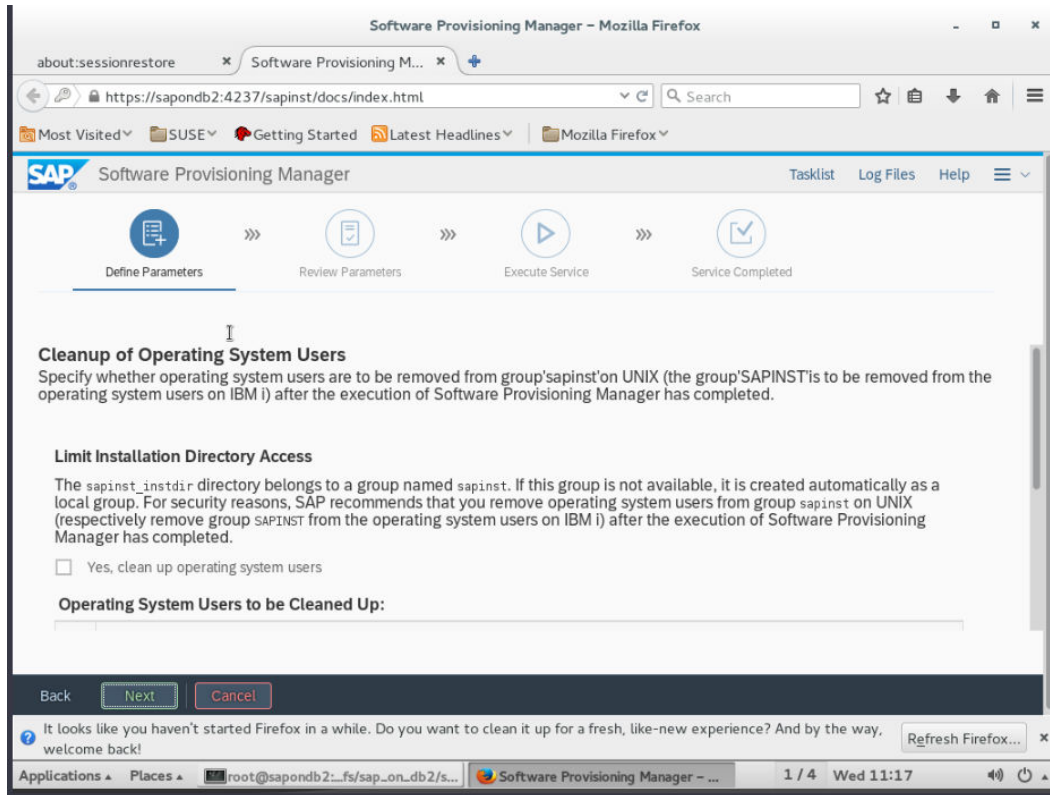 Software Provisioning Manager – Mozilla Firefox
about:sessionrestore
Software Provisioning M...
https://sapondb2:4237/sapinst/docs/index.html
Search
Most Visited
SUSE
Getting Started
Latest Headlines
Mozilla Firefox
SAP
Software Provisioning Manager
Tasklist
Log Files
Help
Define Parameters
Review Parameters
Execute Service
Service Completed
Cleanup of Operating System Users
Specify whether operating system users are to be removed from group'sapinst'on UNIX (the group'SAPINST'is to be removed from the
operating system users on IBM i) after the execution of Software Provisioning Manager has completed.
Limit Installation Directory Access
The sapinst_instdir directory belongs to a group named sapinst. If this group is not available, it is created automatically as a
local group. For security reasons, SAP recommends that you remove operating system users from group sapinst on UNIX
(respectively remove group SAPINST from the operating system users on IBM i) after the execution of Software Provisioning
Manager has completed.
Yes, clean up operating system users
Operating System Users to be Cleaned Up:
Back
Next
Cancel
It looks like you haven't started Firefox in a while. Do you want to clean it up for a fresh, like-new experience? And by the way,
welcome back!
Refresh Firefox...
Applications
Places
root@sapondb2:_fs/sap_on_db2/s...
Software Provisioning Manager – ...
1 / 4
Wed 11:17